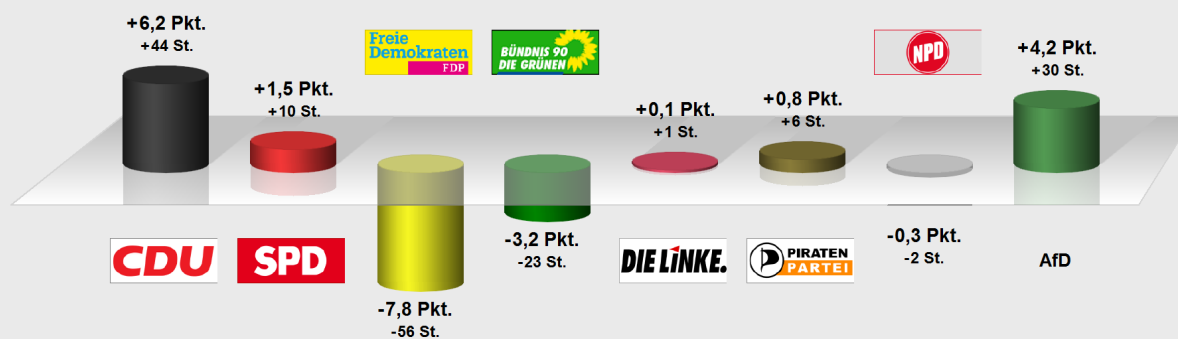 +6,2 Pkt.
+44 St.
CDU
+1,5 Pkt.
+10 St.
SPD
Freie
Demokraten
FDP
-7,8 Pkt.
-56 St.
BÜNDNIS 90
DIE GRÜNEN
-3,2 Pkt.
-23 St.
+0,1 Pkt.
+1 St.
DIE LiNKE.
+0,8 Pkt.
+6 St.
PIRATEN
PARTEI
NPD
-0,3 Pkt.
-2 St.
+4,2 Pkt.
+30 St.
AfD